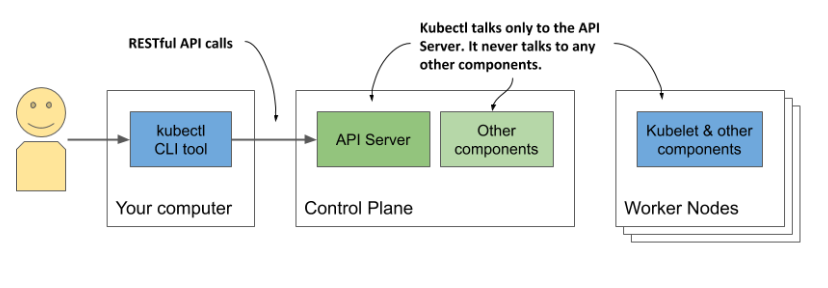 RESTful API calls
Kubectl talks only to the API
Server. It never talks to any
other components.
kubectl
CLI tool
Your computer
API Server
Other
components
Control Plane
Kubelet & other
components
Worker Nodes